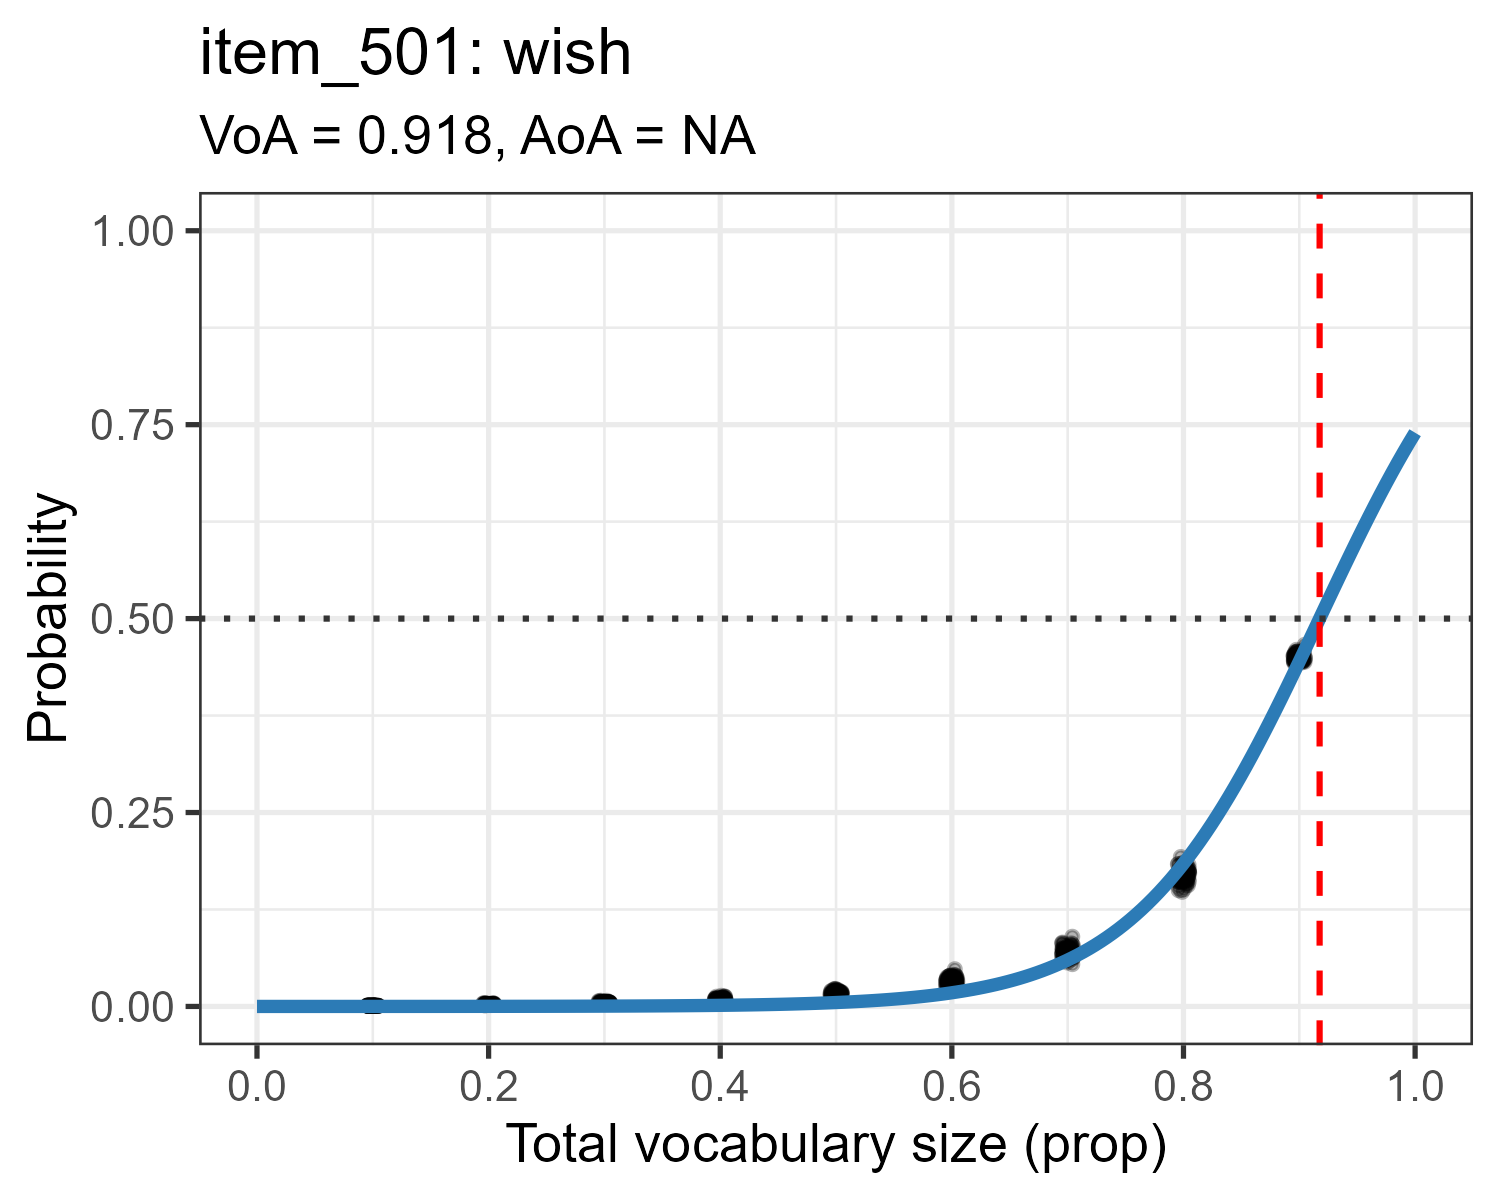 item_501: wish
VoA = 0.918, AoA = NA
1.00
0.75
0.50
0.25
0.00
Probability
0.0 0.2 0.4 0.6 0.8 1.0
Total vocabulary size (prop)